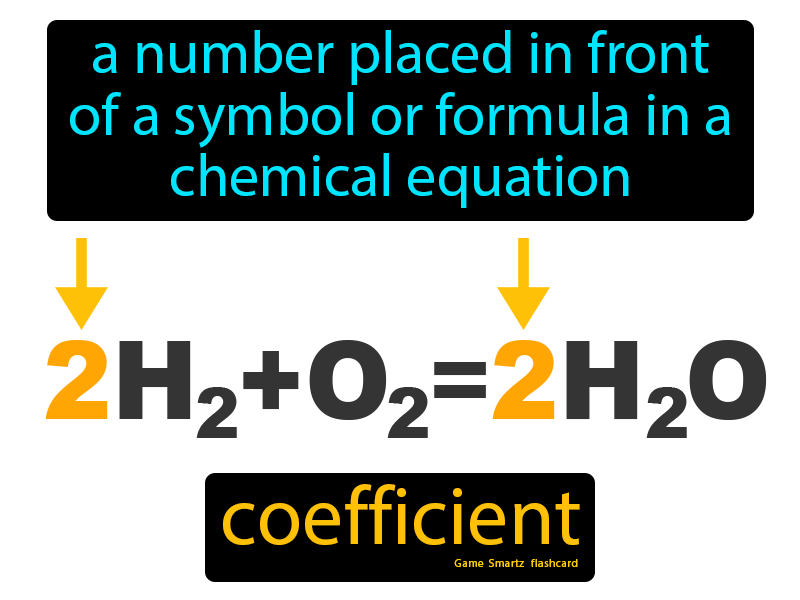 a number placed in front
of a symbol or formula in a
chemical equation
2H₂+O₂=2H₂O
coefficient
Game Smartz flashcard